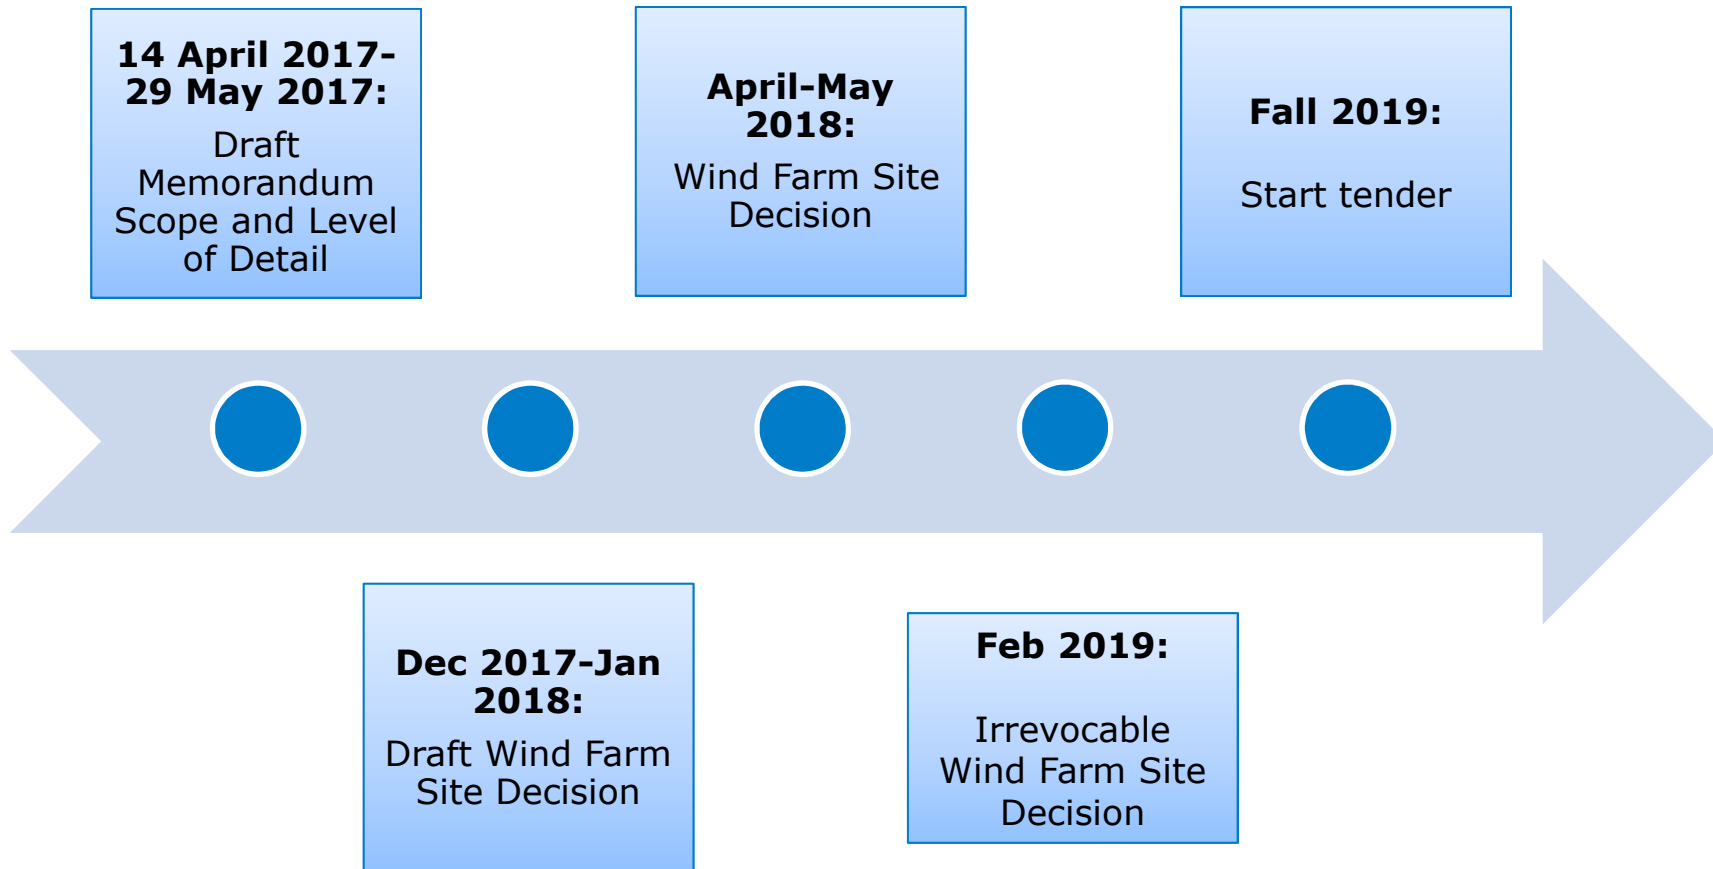 14 April 2017-
29 May 2017:
Draft
Memorandum
Scope and Level
of Detail
Dec 2017-Jan
2018:
Draft Wind Farm
Site Decision
April-May
2018:
Wind Farm Site
Decision
Feb 2019:
Irrevocable
Wind Farm Site
Decision
Fall 2019:
Start tender